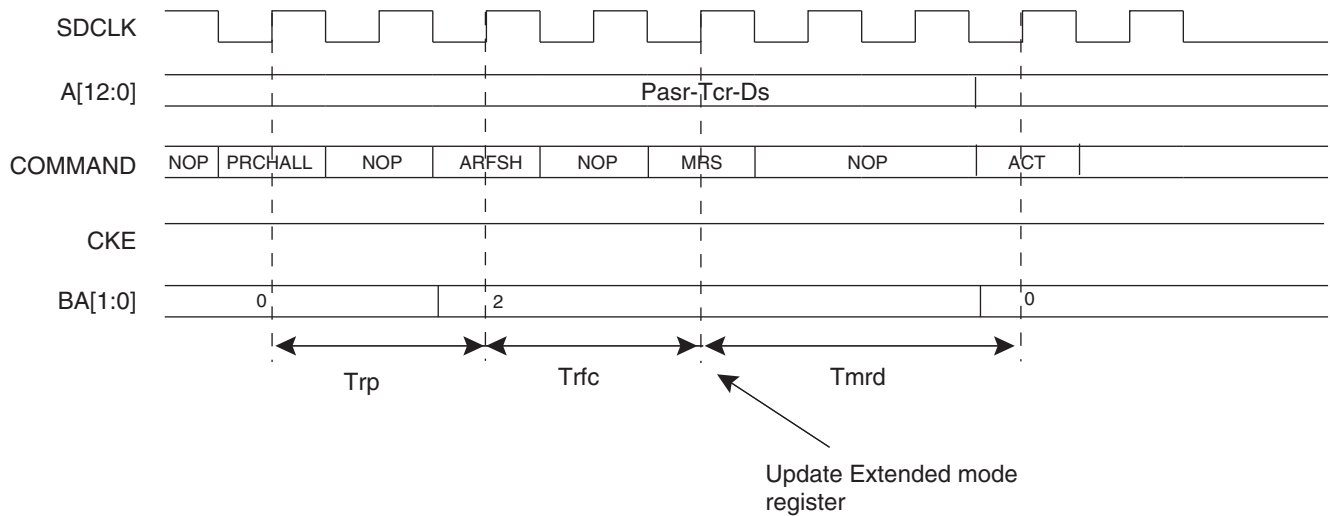 SDCLK
A[12:0]
Pasr-Tcr-Ds
COMMAND
NOP PRCHALL NOP ARFSH NOP MRS NOP ACT
CKE
BA[1:0]
0 2 0
Trp Trfc Tmrd
Update Extended mode
register